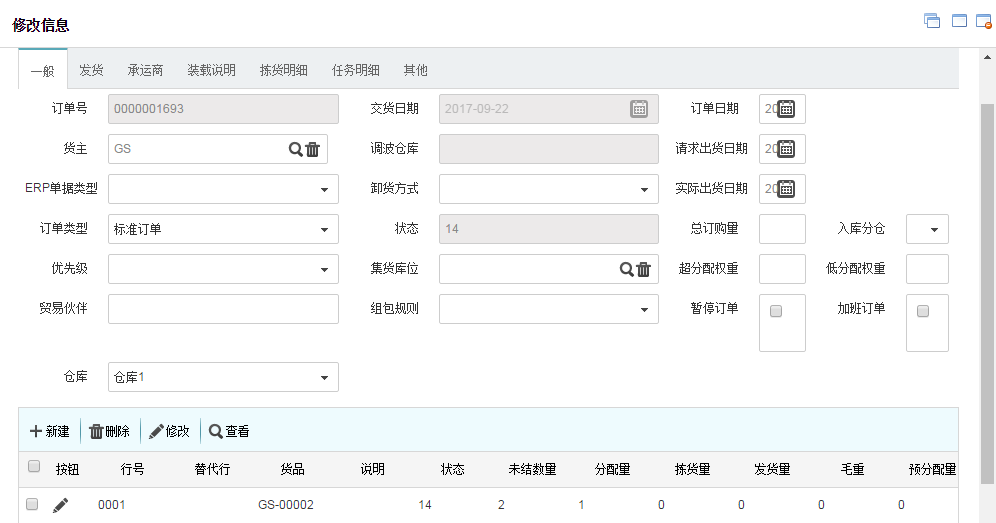 修改信息
一般 发货 承运商 装载说明 拣货明细 任务明细 其他
订单号 0000001693 交货日期 2017-09-22 订单日期 20
货主 GS 调波仓库 请求出货日期 20
ERP单据类型 卸货方式 实际出货日期 20
订单类型 标准订单 状态 14 总订购量 入库分仓
优先级 集货库位 超分配权重 低分配权重
贸易伙伴 组包规则 暂停订单 加班订单
仓库 仓库1
新建 删除 修改 查看
按钮 行号 替代行 货品 说明 状态 未结数量 分配量 拣货量 发货量 毛重 预分配量
0001 GS-00002 14 2 1 0 0 0 0